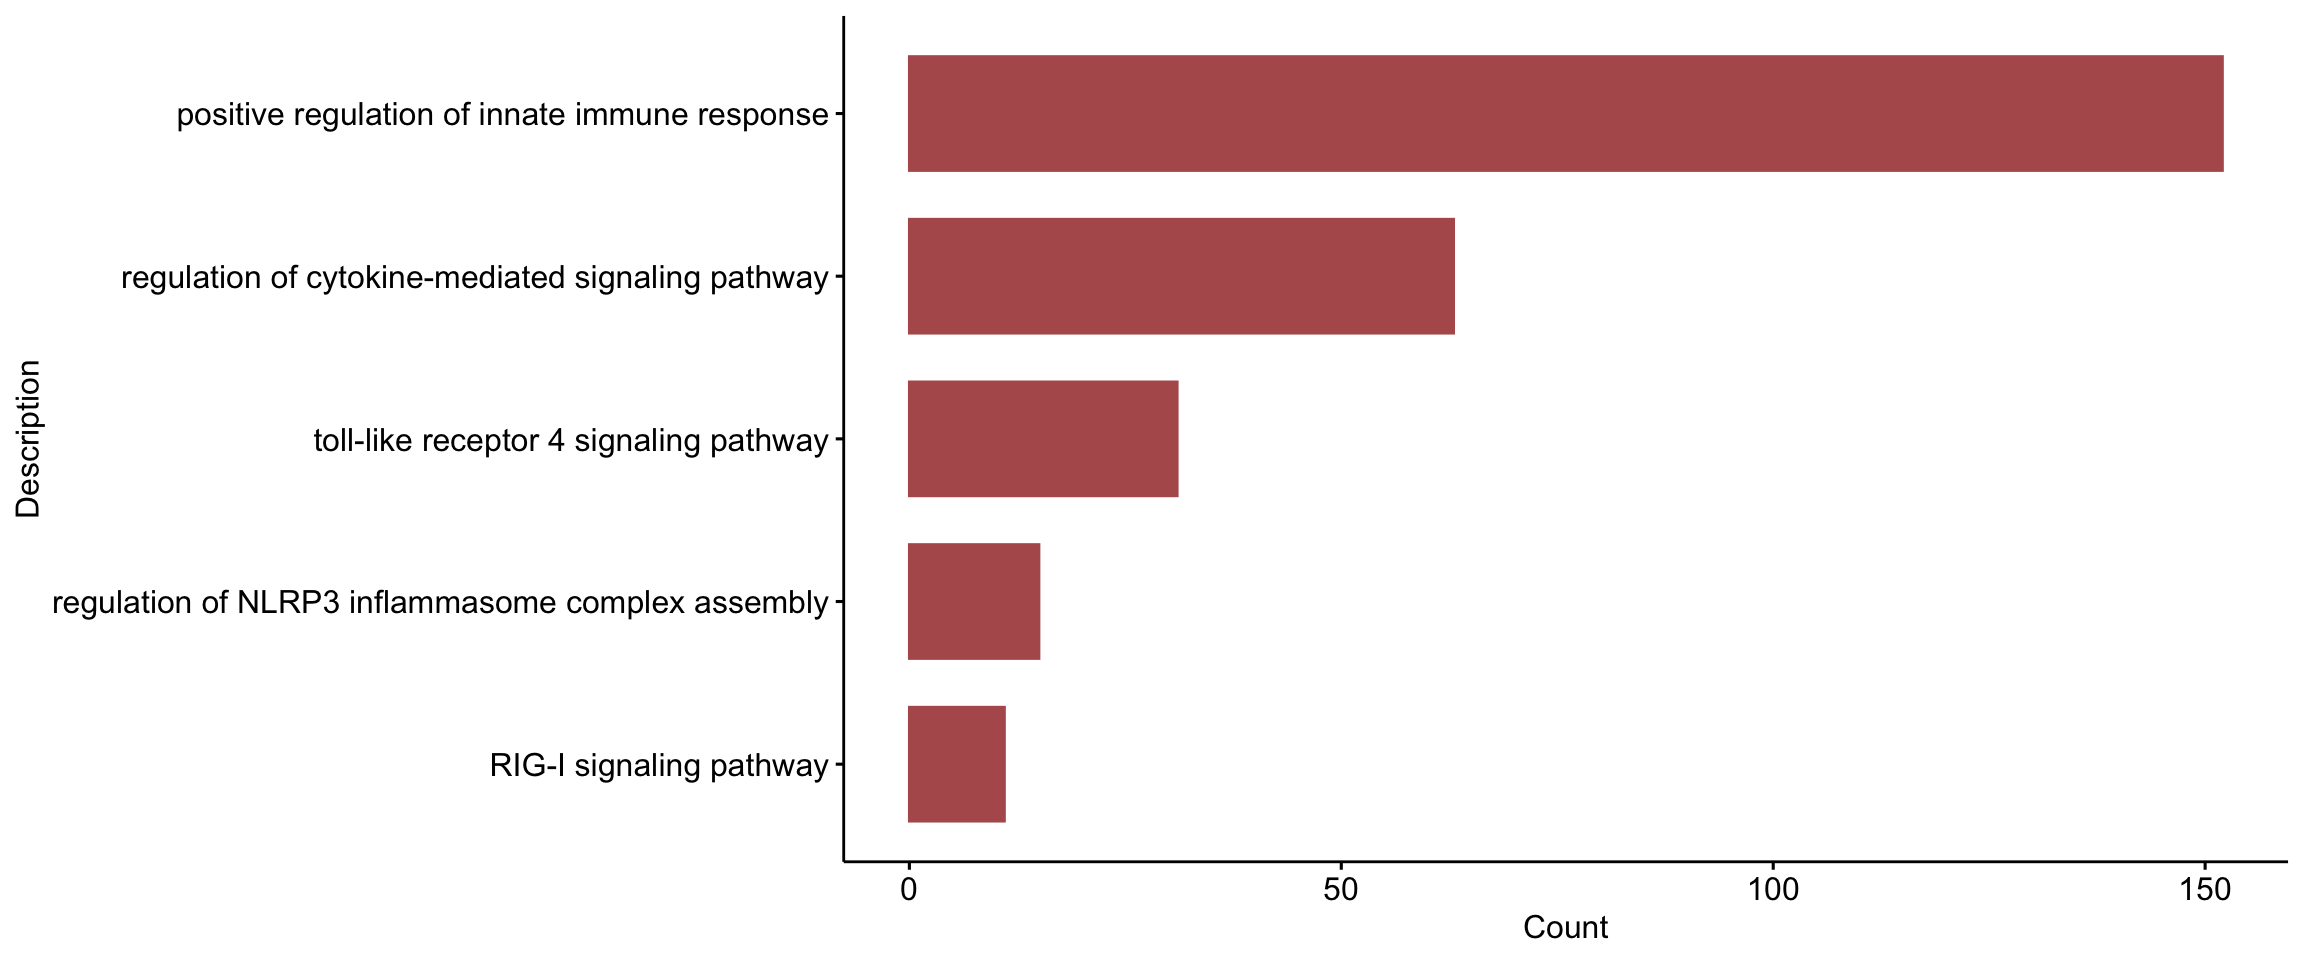 positive regulation of innate immune response
regulation of cytokine-mediated signaling pathway
toll-like receptor 4 signaling pathway
regulation of NLRP3 inflammasome complex assembly
RIG-I signaling pathway
Description
0 50 100 150
Count